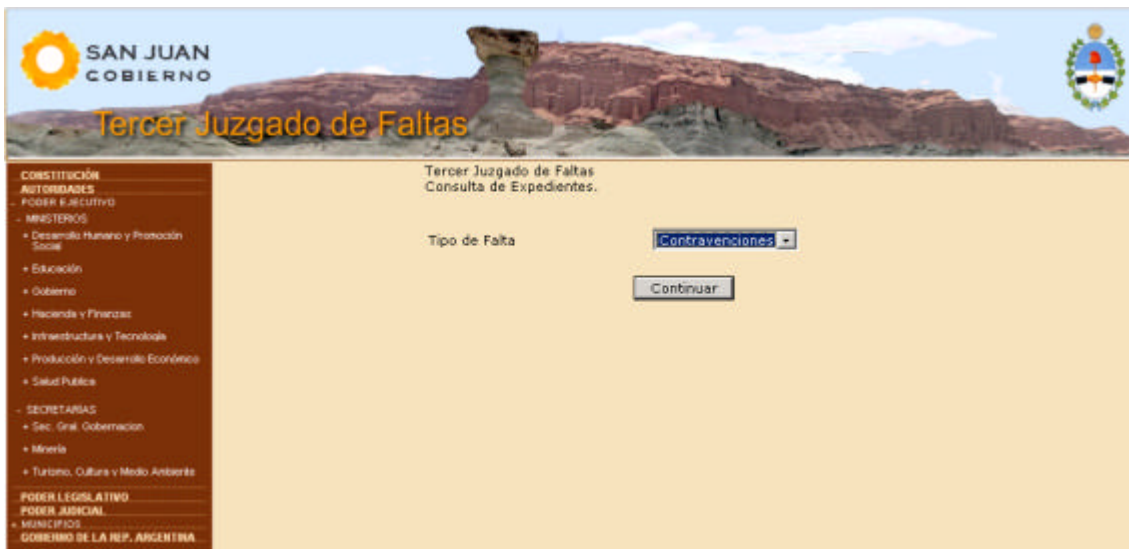 SAN JUAN
GOBIERNO
Tercer Juzgado de Faltas
CONSTITUCIÓN
AUTORIDADES
- PODER EJECUTIVO
- MINISTERIOS
+ Desarrollo Humano y Promoción
Social
+ Educación
+ Gobierno
+ Hacienda y Finanzas
+ Infraestructura y Tecnología
+ Producción y Desarrollo Económico
+ Salud Publica
- SECRETARÍAS
+ Sec. Gral. Gobernacion
+ Minería
+ Turismo, Cultura y Medio Ambiente
PODER LEGISLATIVO
PODER JUDICIAL
+ MUNICIPIOS
GOBIERNO DE LA REP. ARGENTINA
Tercer Juzgado de Faltas
Consulta de Expedientes.
Tipo de Falta
Contravenciones
Continuar